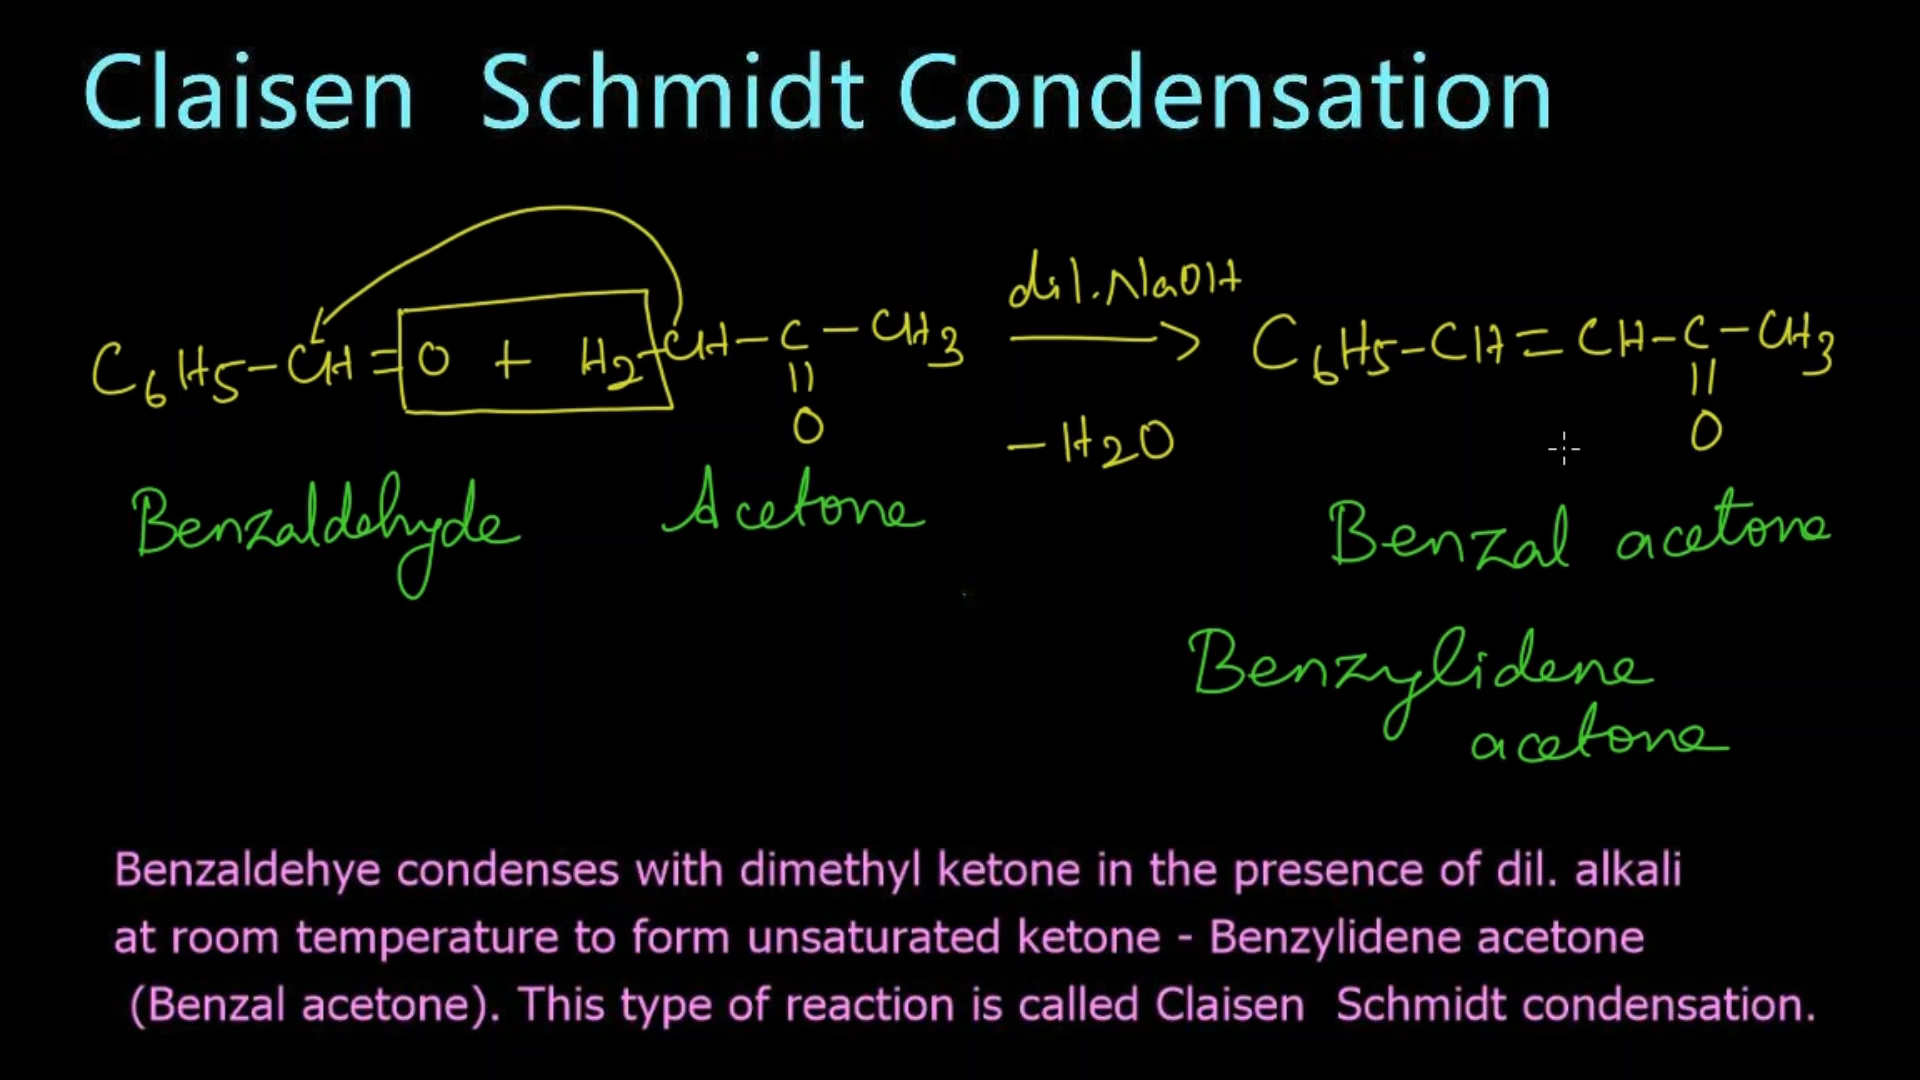 Claisen Schmidt Condensation
C6H5-CH=O + H2-CH-C-CH3 dil.NaOH C6H5-CH=CH-C-CH3
O -H2O O
Benzaldehyde Acetone Benzal acetone
Benzylidene
acetone
Benzaldehye condenses with dimethyl ketone in the presence of dil. alkali
at room temperature to form unsaturated ketone - Benzylidene acetone
(Benzal acetone). This type of reaction is called Claisen Schmidt condensation.